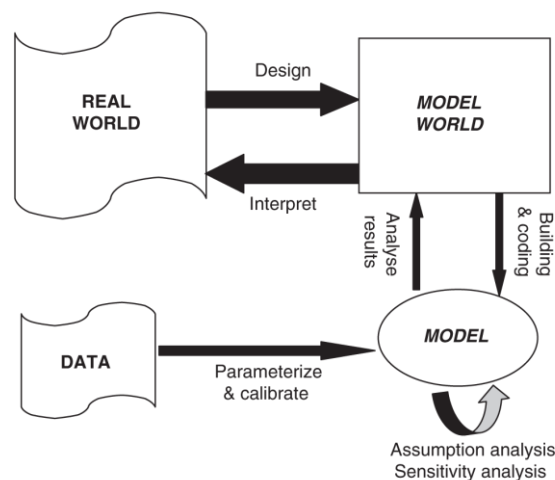 Design
REAL
WORLD
MODEL
WORLD
Interpret
Analyse
results
Building
& coding
DATA
MODEL
Parameterize
& calibrate
Assumption analysis
Sensitivity analysis